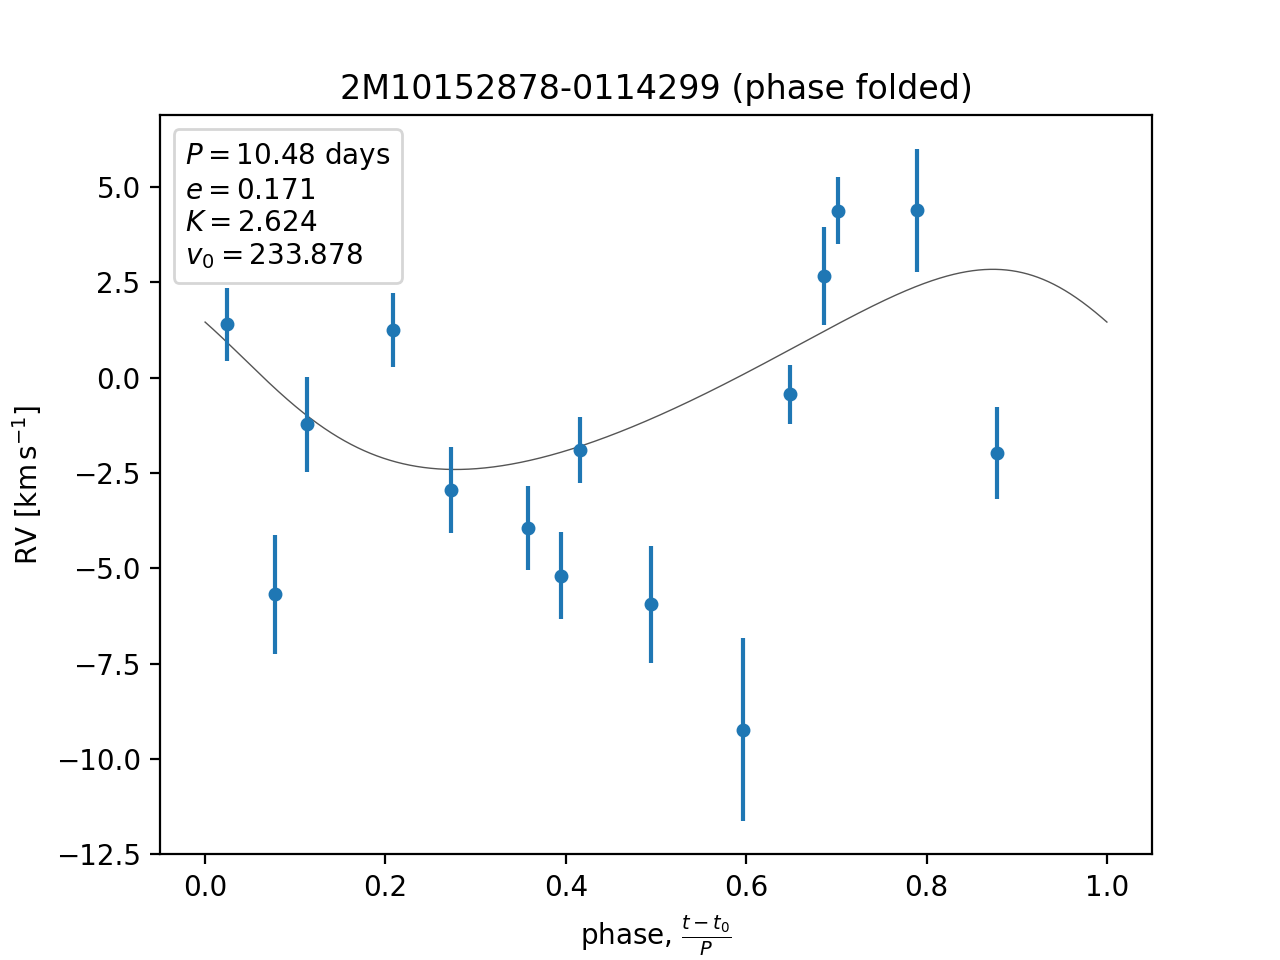 2M10152878-0114299 (phase folded)
P = 10.48 days
e = 0.171
K = 2.624
v₀ = 233.878
5.0
2.5
0.0
−2.5
−5.0
−7.5
−10.0
−12.5
RV [km s⁻¹]
0.0 0.2 0.4 0.6 0.8 1.0
phase, (t − t₀)/P